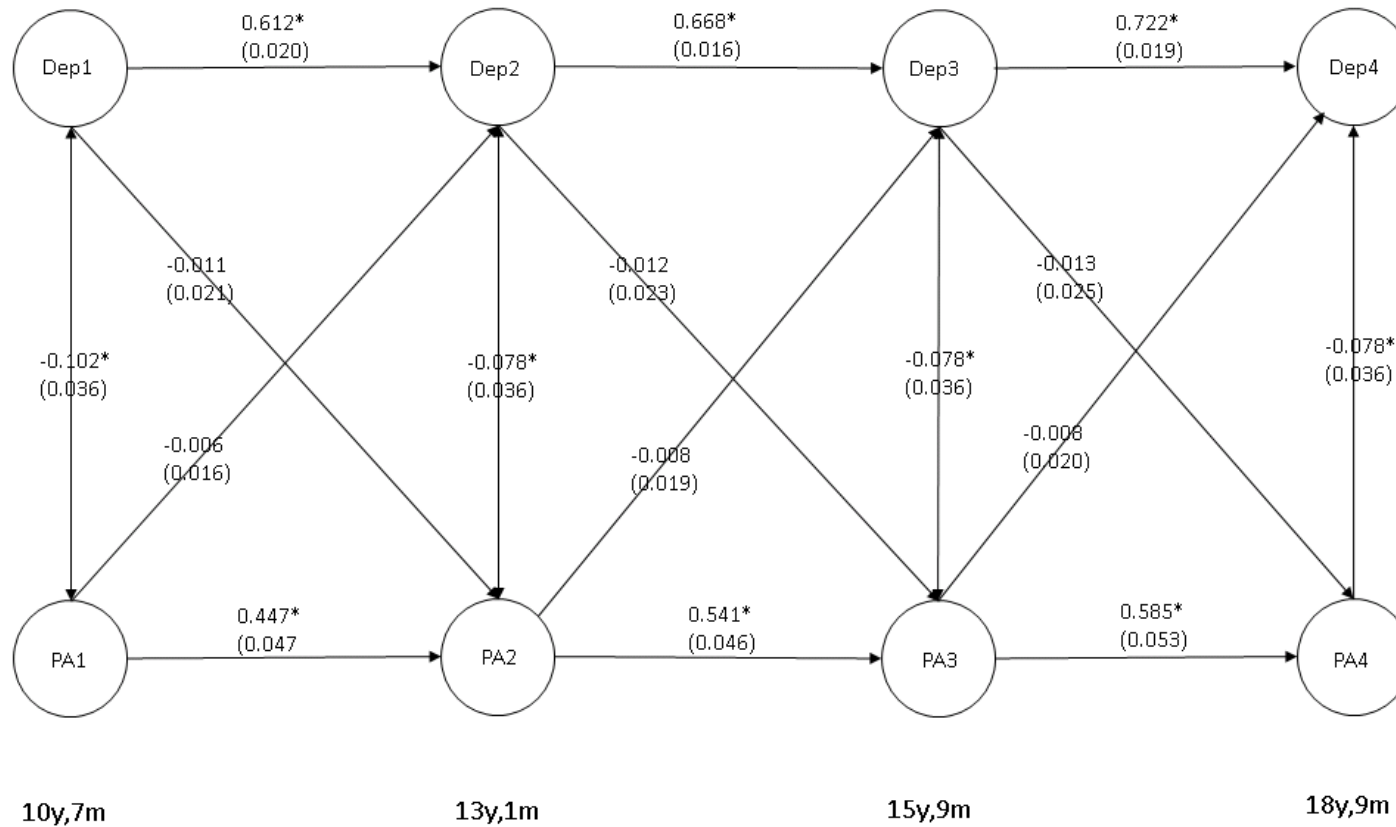 0.612*
(0.020)
0.668*
(0.016)
0.722*
(0.019)
Dep1
Dep2
Dep3
Dep4
-0.011
(0.021)
-0.012
(0.023)
-0.013
(0.025)
-0.102*
(0.036)
-0.078*
(0.036)
-0.078*
(0.036)
-0.078*
(0.036)
-0.006
(0.016)
-0.008
(0.019)
-0.008
(0.020)
0.447*
(0.047
0.541*
(0.046)
0.585*
(0.053)
PA1
PA2
PA3
PA4
10y,7m
13y,1m
15y,9m
18y,9m